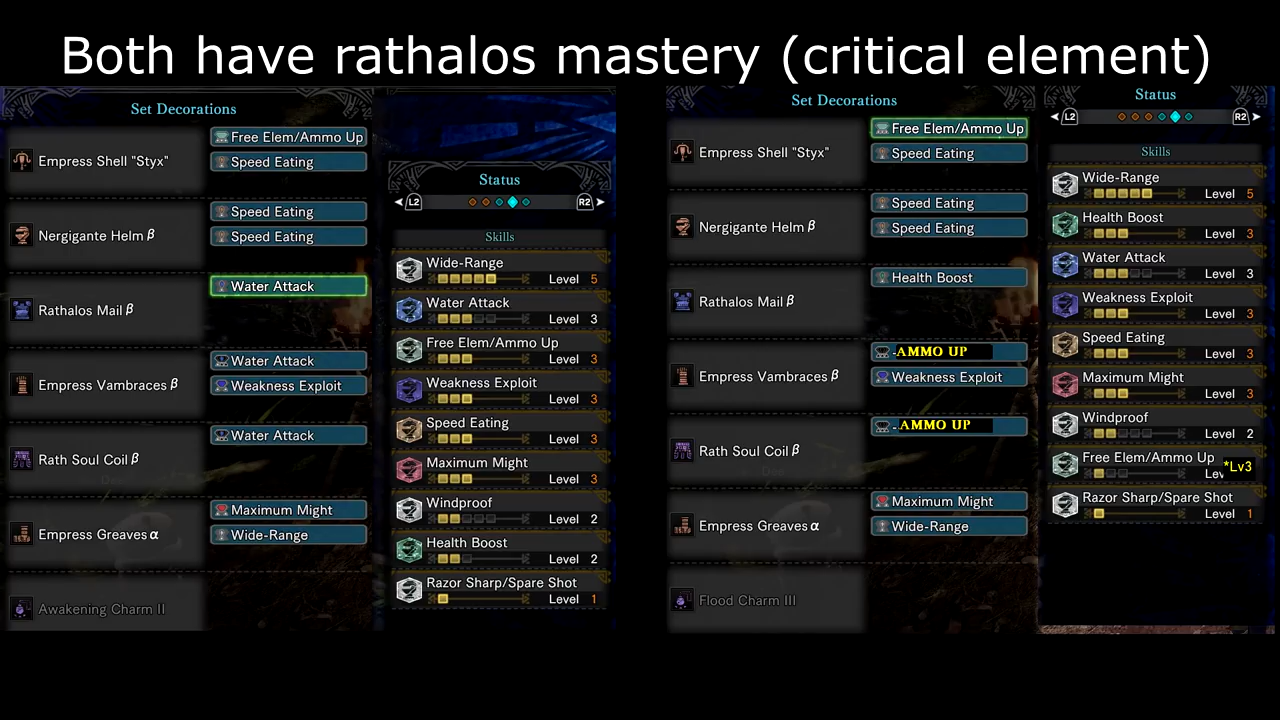 Both have rathalos mastery (critical element)
Set Decorations
Empress Shell "Styx"
Free Elem/Ammo Up
Speed Eating
Nergigante Helm β
Speed Eating
Speed Eating
Rathalos Mail β
Water Attack
Empress Vambraces β
Water Attack
Weakness Exploit
Rath Soul Coil β
Water Attack
Empress Greaves α
Maximum Might
Wide-Range
Awakening Charm II
Status
L2
R2
Skills
Wide-Range
Level 5
Water Attack
Level 3
Free Elem/Ammo Up
Level 3
Weakness Exploit
Level 3
Speed Eating
Level 3
Maximum Might
Level 3
Windproof
Level 2
Health Boost
Level 2
Razor Sharp/Spare Shot
Level 1
Set Decorations
Empress Shell "Styx"
Free Elem/Ammo Up
Speed Eating
Nergigante Helm β
Speed Eating
Speed Eating
Rathalos Mail β
Health Boost
Empress Vambraces β
-AMMO UP
Weakness Exploit
Rath Soul Coil β
- AMMO UP
Empress Greaves α
Maximum Might
Wide-Range
Flood Charm III
Status
L2
R2
Skills
Wide-Range
Level 5
Health Boost
Level 3
Water Attack
Level 3
Weakness Exploit
Level 3
Speed Eating
Level 3
Maximum Might
Level 3
Windproof
Level 2
Free Elem/Ammo Up
Lev *Lv3
Razor Sharp/Spare Shot
Level 1